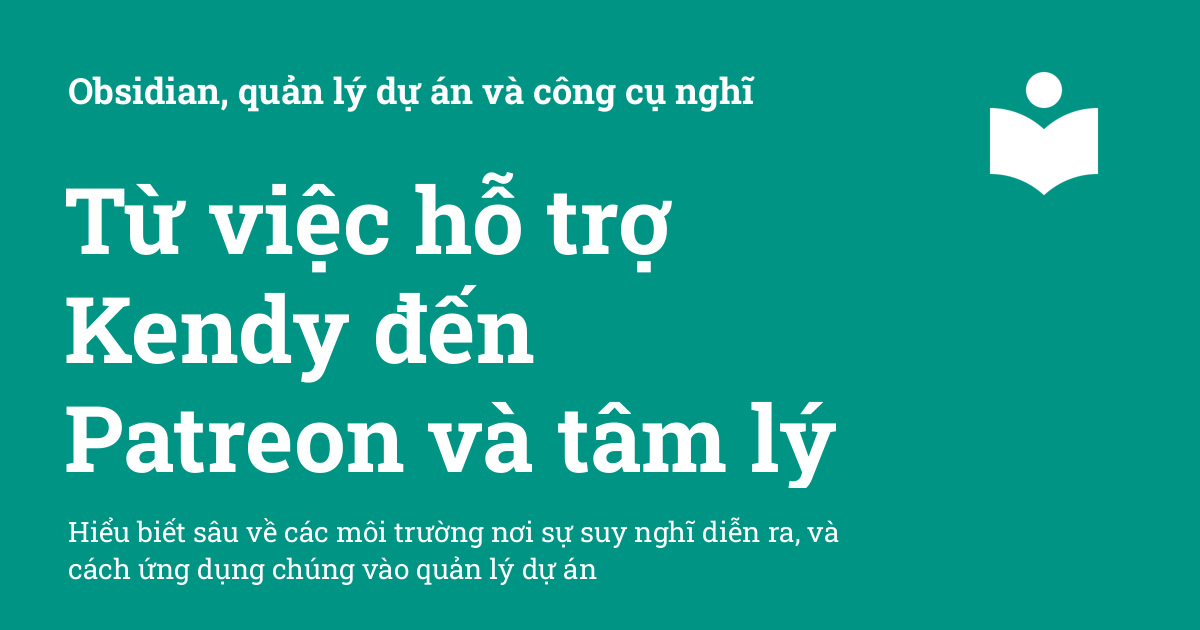 Obsidian, quản lý dự án và công cụ nghĩ
Từ việc hỗ trợ
Kendy đến
Patreon và tâm lý
Hiểu biết sâu về các môi trường nơi sự suy nghĩ diễn ra, và
cách ứng dụng chúng vào quản lý dự án